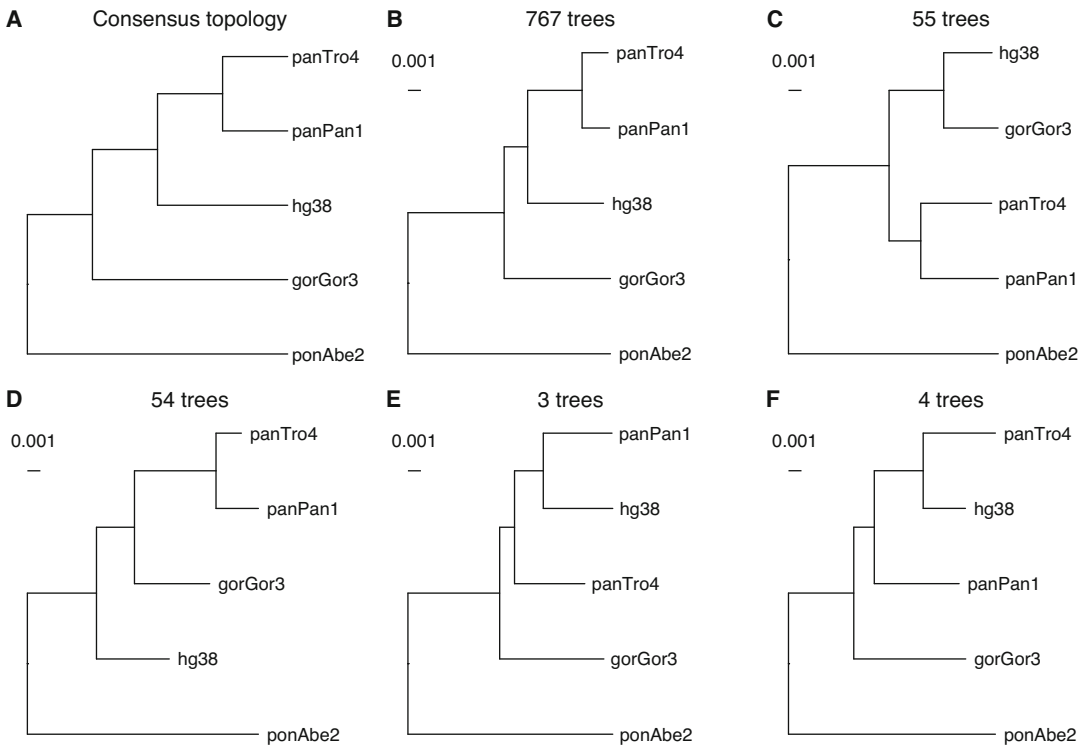 A Consensus topology
panTro4
panPan1
hg38
gorGor3
ponAbe2
B 767 trees
0.001
panTro4
panPan1
hg38
gorGor3
ponAbe2
C 55 trees
0.001
hg38
gorGor3
panTro4
panPan1
ponAbe2
D 54 trees
0.001
panTro4
panPan1
gorGor3
hg38
ponAbe2
E 3 trees
0.001
panPan1
hg38
panTro4
gorGor3
ponAbe2
F 4 trees
0.001
panTro4
hg38
panPan1
gorGor3
ponAbe2